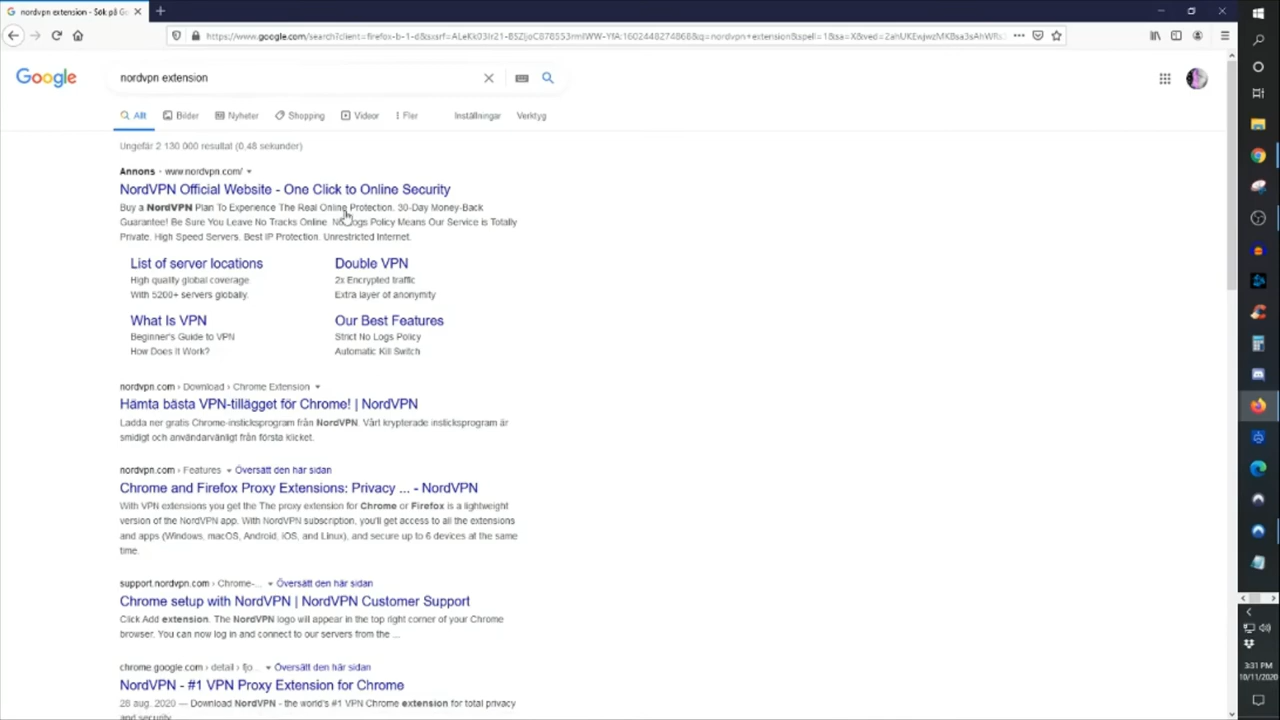 nordvpn extension - Sök på Go
https://www.google.com/search?client=firefox-b-1-d&sxsrf=
Google
nordvpn extension
Allt Bilder Nyheter Shopping Videor Fler Inställningar Verktyg
Ungefär 2 130 000 resultat (0,48 sekunder)
Annons · www.nordvpn.com/
NordVPN Official Website - One Click to Online Security
Buy a NordVPN Plan To Experience The Real Online Protection. 30-Day Money-Back
Guarantee! Be Sure You Leave No Tracks Online. No Logs Policy Means Our Service is Totally
Private. High Speed Servers. Best IP Protection. Unrestricted Internet.
List of server locations
High quality global coverage
With 5200+ servers globally.
Double VPN
2x Encrypted traffic
Extra layer of anonymity
What Is VPN
Beginner's Guide to VPN
How Does It Work?
Our Best Features
Strict No Logs Policy
Automatic Kill Switch
nordvpn.com › Download › Chrome Extension
Hämta bästa VPN-tillägget för Chrome! | NordVPN
Ladda ner gratis Chrome-insticksprogram från NordVPN. Vårt krypterade insticksprogram är
smidigt och användarvänligt från första klicket.
nordvpn.com › Features Översätt den här sidan
Chrome and Firefox Proxy Extensions: Privacy ... - NordVPN
With VPN extensions you get the The proxy extension for Chrome or Firefox is a lightweight
version of the NordVPN app. With NordVPN subscription, you'll get access to all the extensions
and apps (Windows, macOS, Android, iOS, and Linux), and secure up to 6 devices at the same
time.
support.nordvpn.com › Chrome-... Översätt den här sidan
Chrome setup with NordVPN | NordVPN Customer Support
Click Add extension. The NordVPN logo will appear in the top right corner of your Chrome
browser. You can now log in and connect to our servers from the ...
chrome.google.com › detail › fjo... Översätt den här sidan
NordVPN - #1 VPN Proxy Extension for Chrome
28 aug. 2020 — Download NordVPN - the world's #1 VPN Chrome extension for total privacy
and security.
3:31 PM
10/11/2020